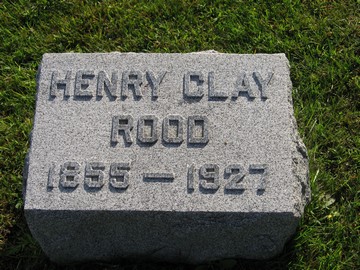 HENRY CLAY
ROOD
1855 — 1927